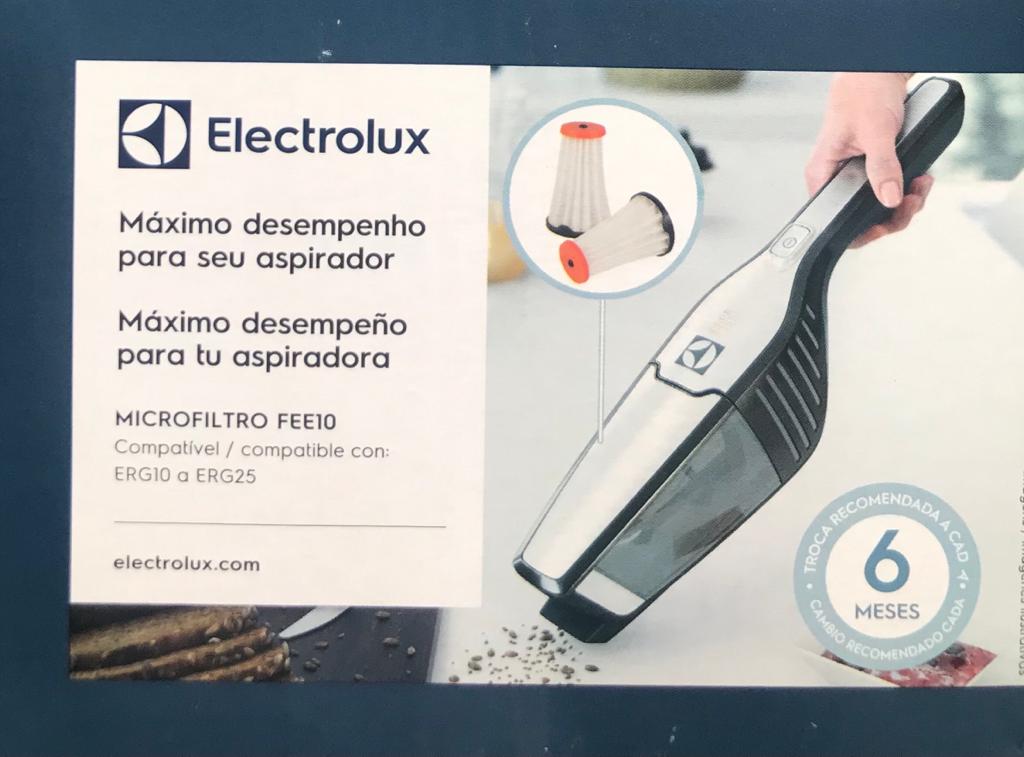 Electrolux
Máximo desempenho
para seu aspirador
Máximo desempeño
para tu aspiradora
MICROFILTRO FEE10
Compatível / compatible con:
ERG10 a ERG25
electrolux.com
TROCA RECOMENDADA A CAD A
6
MESES
CAMBIO RECOMENDADO CADA